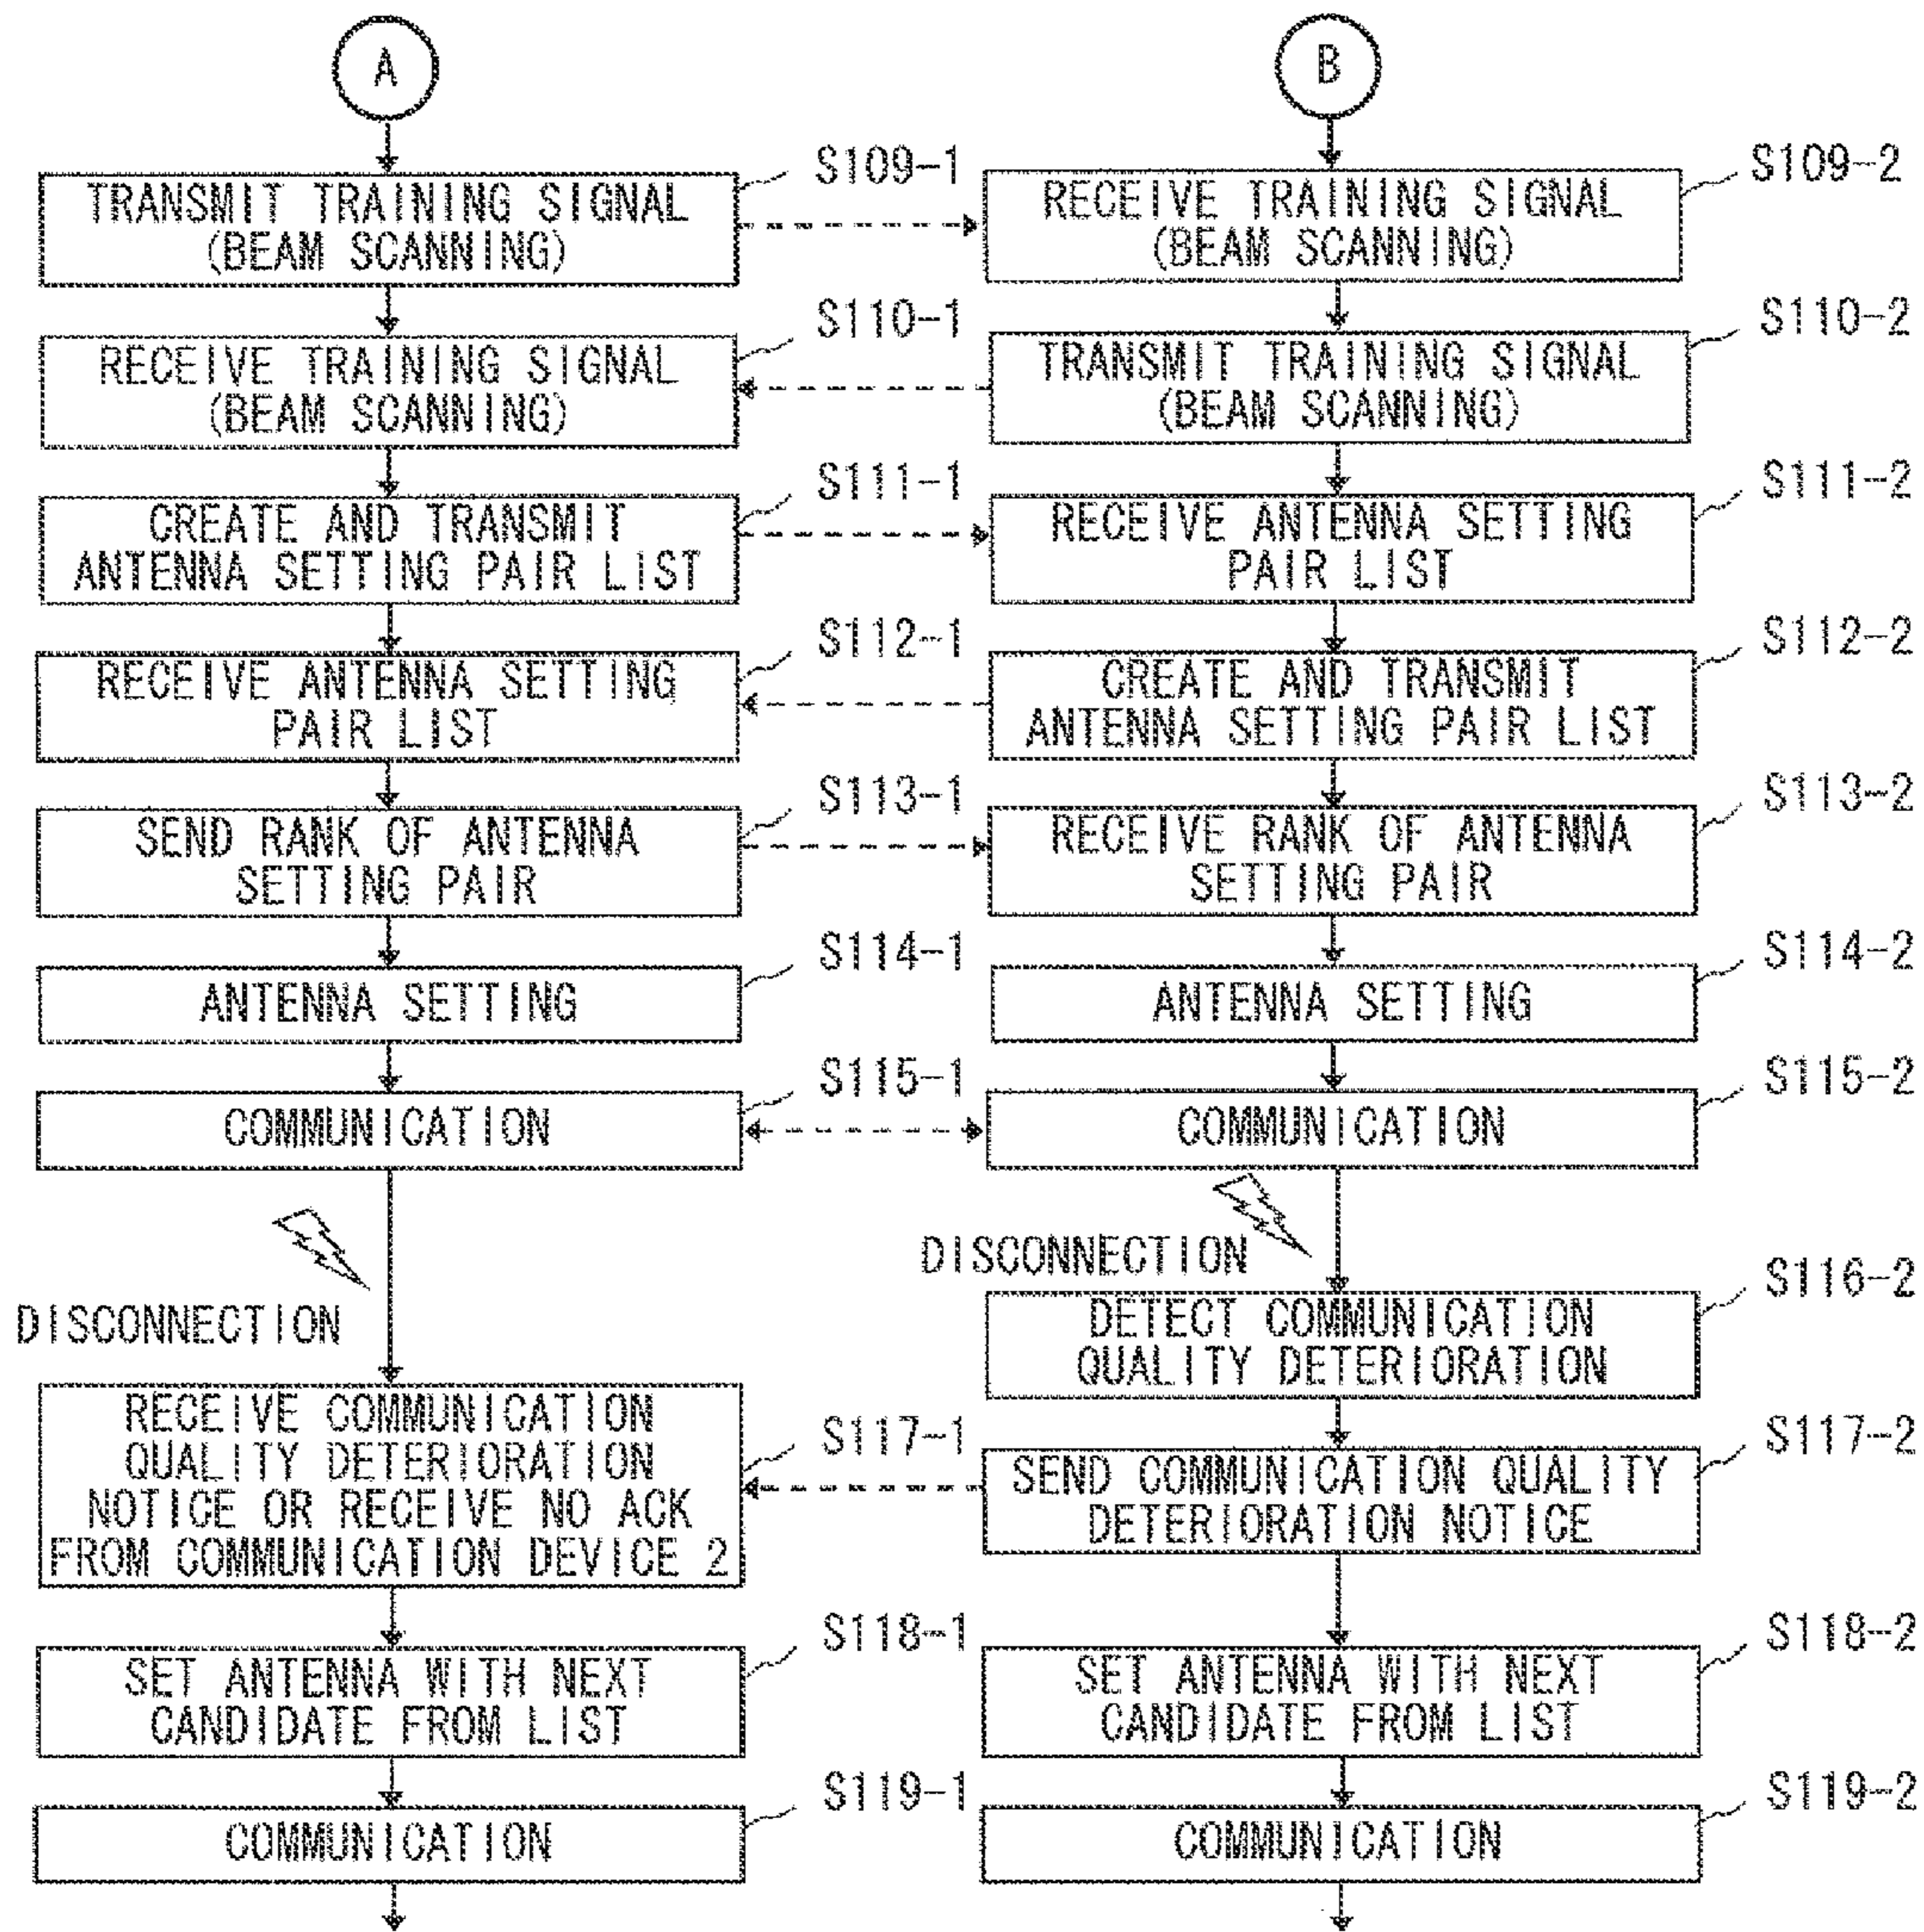 A
B
S109-1
S109-2
TRANSMIT TRAINING SIGNAL
(BEAM SCANNING)
RECEIVE TRAINING SIGNAL
(BEAM SCANNING)
S110-1
S110-2
RECEIVE TRAINING SIGNAL
(BEAM SCANNING)
TRANSMIT TRAINING SIGNAL
(BEAM SCANNING)
S111-1
S111-2
CREATE AND TRANSMIT
ANTENNA SETTING PAIR LIST
RECEIVE ANTENNA SETTING
PAIR LIST
S112-1
S112-2
RECEIVE ANTENNA SETTING
PAIR LIST
CREATE AND TRANSMIT
ANTENNA SETTING PAIR LIST
S113-1
S113-2
SEND RANK OF ANTENNA
SETTING PAIR
RECEIVE RANK OF ANTENNA
SETTING PAIR
S114-1
S114-2
ANTENNA SETTING
ANTENNA SETTING
S115-1
S115-2
COMMUNICATION
COMMUNICATION
DISCONNECTION
DISCONNECTION
S116-2
DETECT COMMUNICATION
QUALITY DETERIORATION
RECEIVE COMMUNICATION
QUALITY DETERIORATION
NOTICE OR RECEIVE NO ACK
FROM COMMUNICATION DEVICE 2
S117-1
S117-2
SEND COMMUNICATION QUALITY
DETERIORATION NOTICE
S118-1
S118-2
SET ANTENNA WITH NEXT
CANDIDATE FROM LIST
SET ANTENNA WITH NEXT
CANDIDATE FROM LIST
S119-1
S119-2
COMMUNICATION
COMMUNICATION